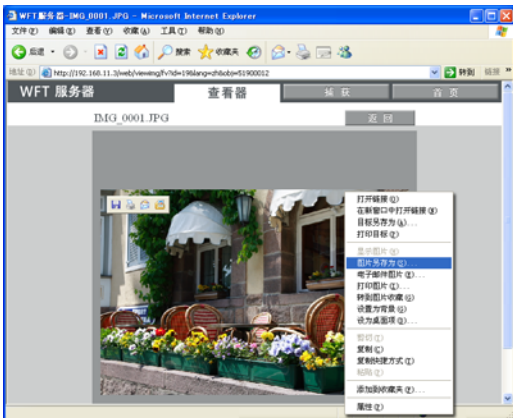 WFT 服务器-IMG_0001.JPG - Microsoft Internet Explorer
文件(F) 编辑(E) 查看(V) 收藏(A) 工具(T) 帮助(H)
后退 搜索 收藏夹
地址(D) http://192.168.11.3/web/viewimg/fv?id=196lang=zh&obj=51900012 转到 链接 »
WFT 服务器 查看器 捕获 首页
IMG_0001.JPG 返回
打开链接(O)
在新窗口中打开链接(N)
目标另存为(A)...
打印目标(P)
显示图片(H)
图片另存为(S)...
电子邮件图片(E)...
打印图片(I)...
转到图片收藏(G)
设置为背景(G)
设为桌面项(D)...
剪切(T)
复制(C)
复制快捷方式(T)
粘贴(P)
添加到收藏夹(F)...
属性(P)